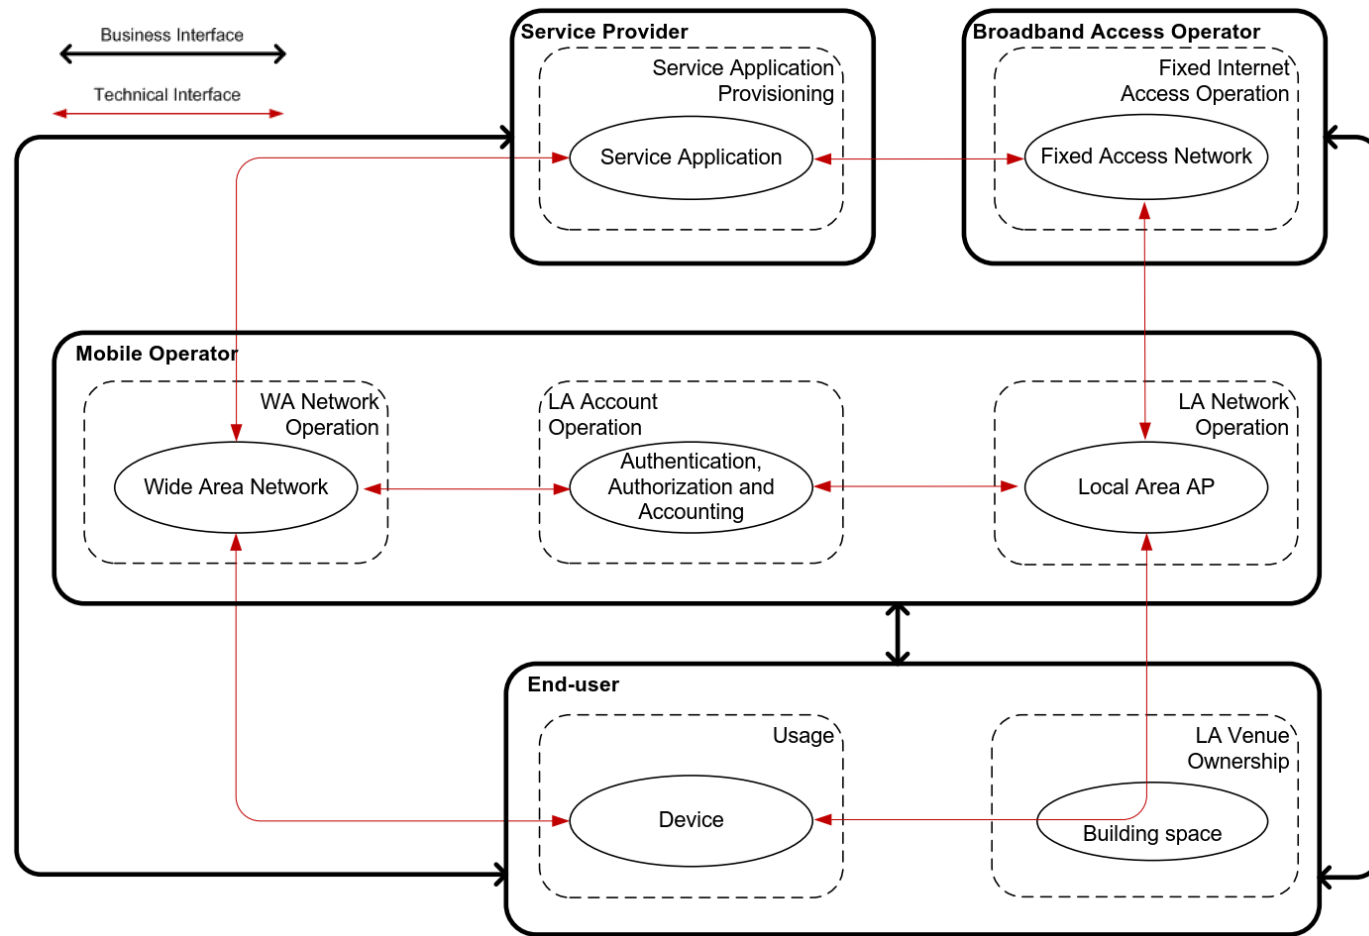 Business Interface
Technical Interface
Service Provider
Service Application
Provisioning
Service Application
Broadband Access Operator
Fixed Internet
Access Operation
Fixed Access Network
Mobile Operator
WA Network
Operation
Wide Area Network
LA Account
Operation
Authentication,
Authorization and
Accounting
LA Network
Operation
Local Area AP
End-user
Usage
Device
LA Venue
Ownership
Building space